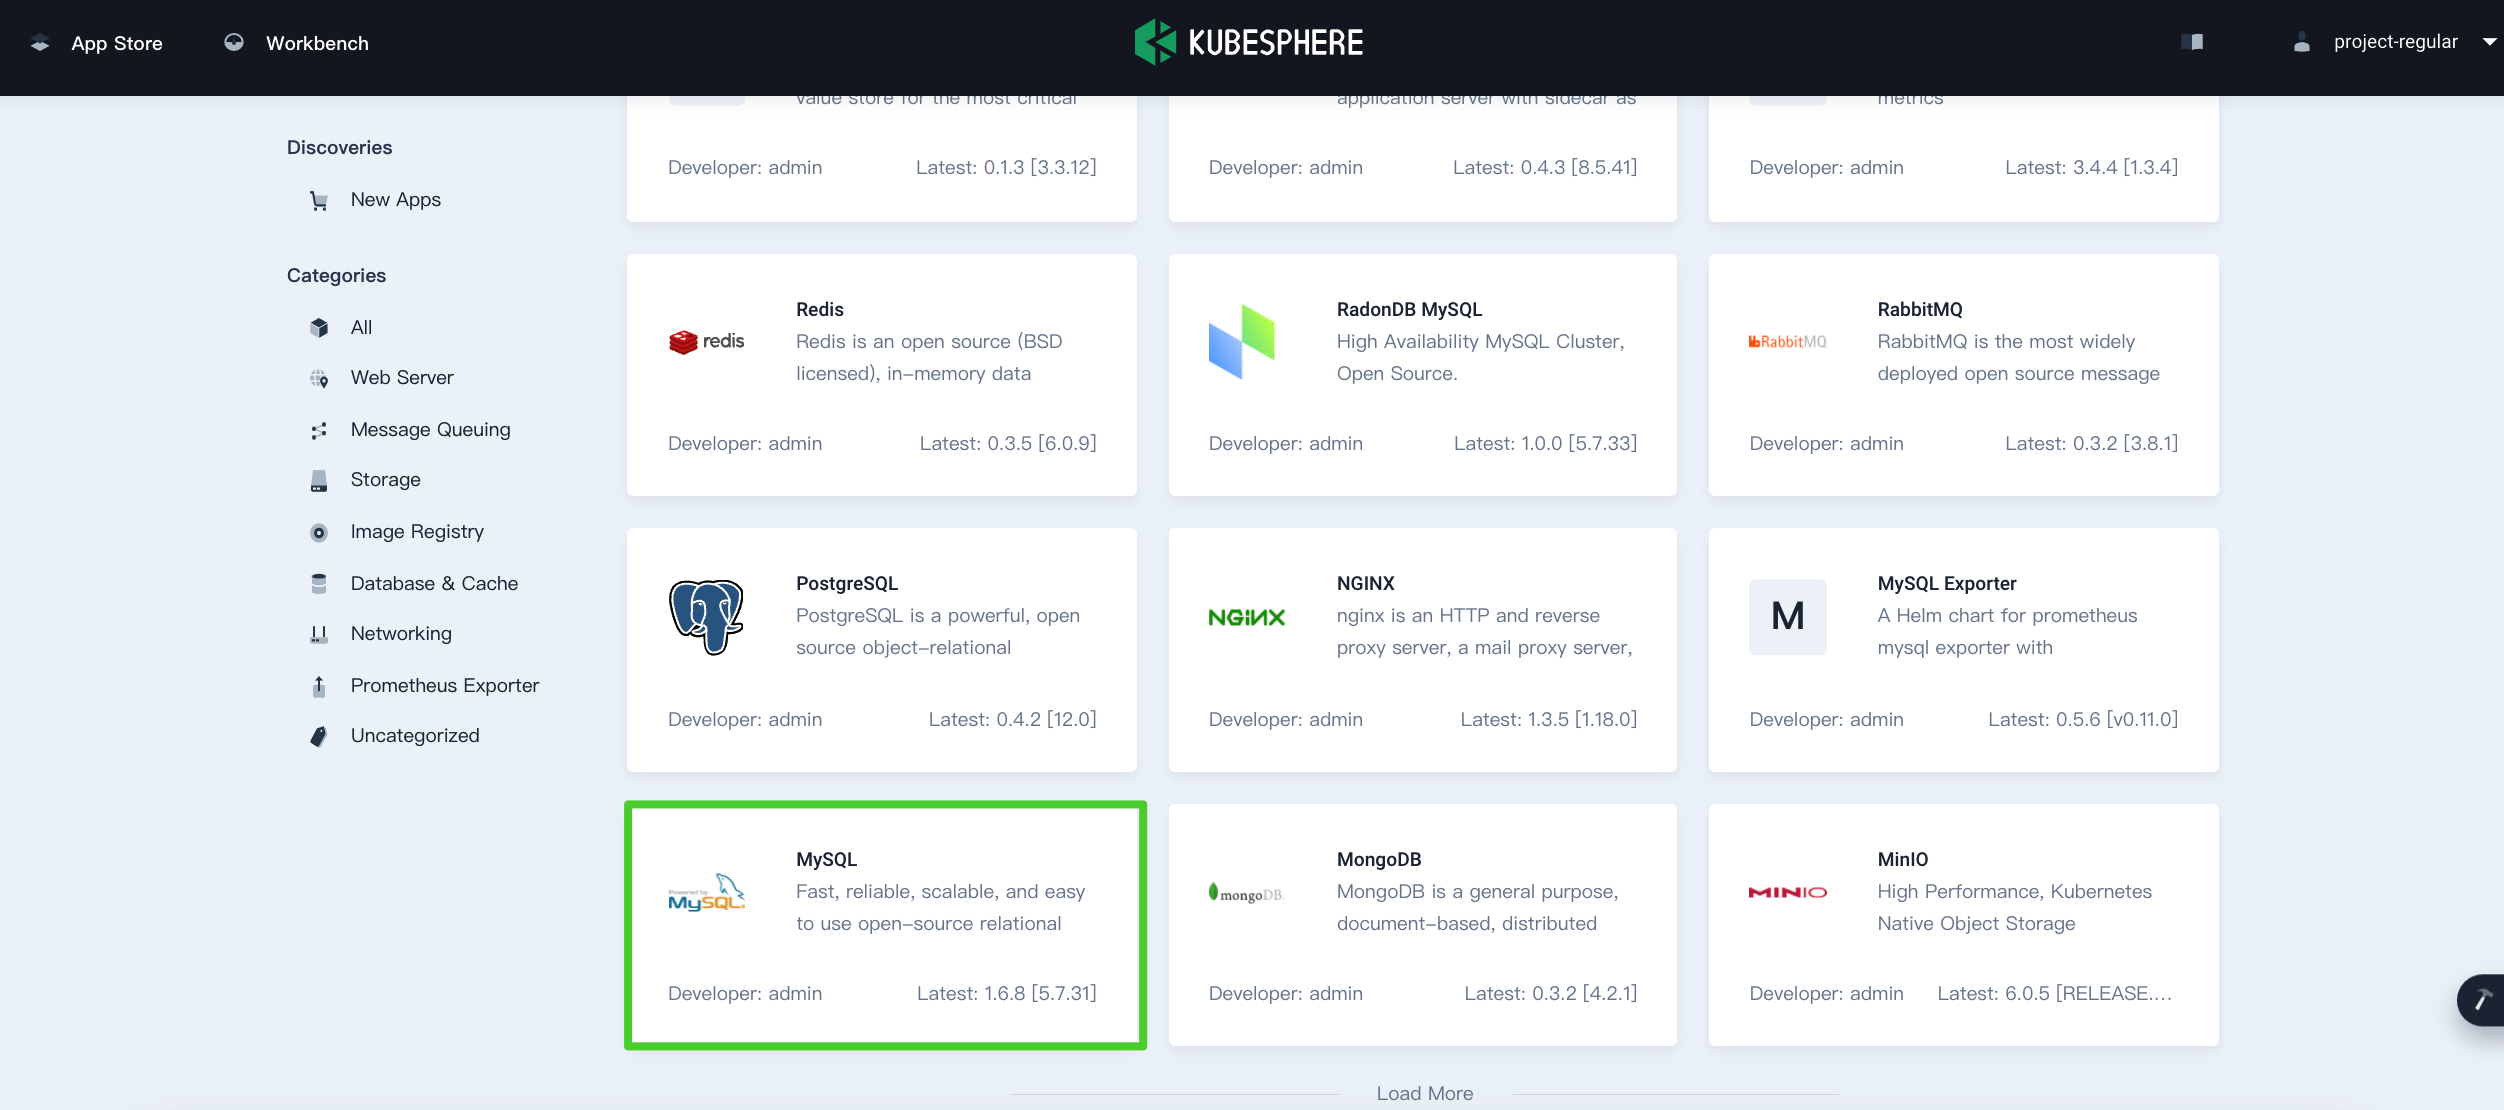 App Store
Workbench
KUBESPHERE
project-regular
value store for the most critical
application server with sidecar as
metrics
Discoveries
Developer: admin
Latest: 0.1.3 [3.3.12]
Developer: admin
Latest: 0.4.3 [8.5.41]
Developer: admin
Latest: 3.4.4 [1.3.4]
New Apps
Categories
All
Web Server
Message Queuing
Storage
Image Registry
Database & Cache
Networking
Prometheus Exporter
Uncategorized
redis
Redis
Redis is an open source (BSD
licensed), in-memory data
Developer: admin
Latest: 0.3.5 [6.0.9]
RadonDB MySQL
High Availability MySQL Cluster,
Open Source.
Developer: admin
Latest: 1.0.0 [5.7.33]
RabbitMQ
RabbitMQ
RabbitMQ is the most widely
deployed open source message
Developer: admin
Latest: 0.3.2 [3.8.1]
PostgreSQL
PostgreSQL is a powerful, open
source object-relational
Developer: admin
Latest: 0.4.2 [12.0]
NGINX
NGINX
nginx is an HTTP and reverse
proxy server, a mail proxy server,
Developer: admin
Latest: 1.3.5 [1.18.0]
M
MySQL Exporter
A Helm chart for prometheus
mysql exporter with
Developer: admin
Latest: 0.5.6 [v0.11.0]
Powered by
MySQL
MySQL
Fast, reliable, scalable, and easy
to use open-source relational
Developer: admin
Latest: 1.6.8 [5.7.31]
mongoDB
MongoDB
MongoDB is a general purpose,
document-based, distributed
Developer: admin
Latest: 0.3.2 [4.2.1]
MINIO
MinIO
High Performance, Kubernetes
Native Object Storage
Developer: admin
Latest: 6.0.5 [RELEASE....
Load More